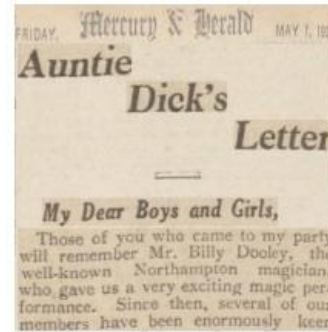 FRIDAY, Mercury & Herald MAY 1, 
Auntie
Dick's
Letter
My Dear Boys and Girls,
Those of you who came to my party
will remember Mr. Billy Dooley, the
well-known Northampton magician,
who gave us a very exciting magic per-
formance. Since then, several of our
members have been enormously keen